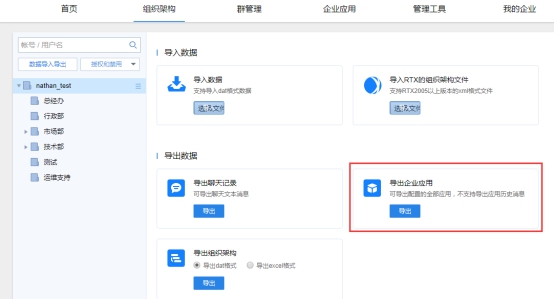 首页 组织架构 群管理 企业应用 管理工具 我的企业
帐号 / 用户名
数据导入导出 授权和禁用
nathan_test
总经办
行政部
市场部
技术部
测试
运维支持
导入数据
导入数据
支持导入dat格式数据
导入RTX的组织架构文件
支持RTX2005以上版本的xml格式文件
导出数据
导出聊天记录
可导出聊天文本消息
导出
导出企业应用
可导出配置的全部应用，不支持导出应用历史消息
导出
导出组织架构
导出dat格式 导出excel格式
导出